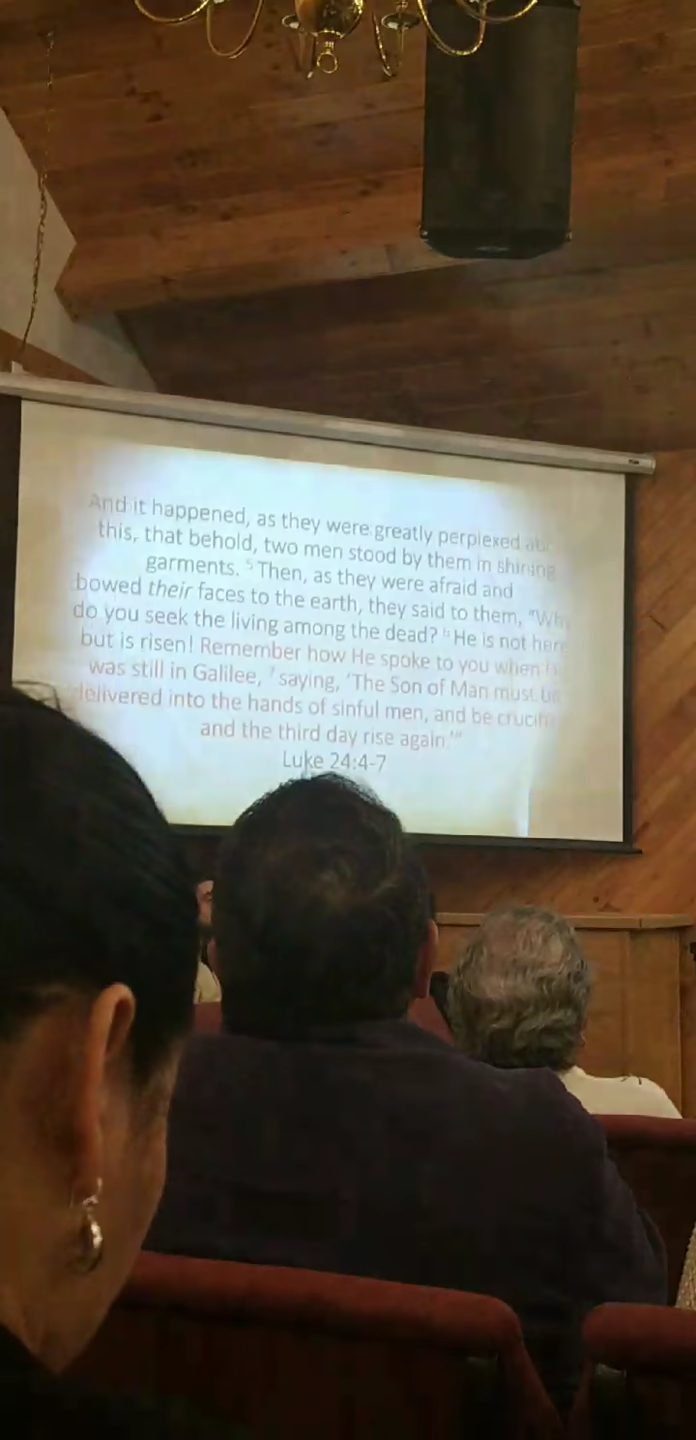 And it happened, as they were greatly perplexed
this, that behold, two men stood by them in shining
garments. ⁵ Then, as they were afraid and
bowed their faces to the earth, they said to them, "Why
do you seek the living among the dead? ⁶ He is not here
but is risen! Remember how He spoke to you when
was still in Galilee, ⁷ saying, 'The Son of Man must be
delivered into the hands of sinful men, and be
and the third day rise again.'"
Luke 24:4-7